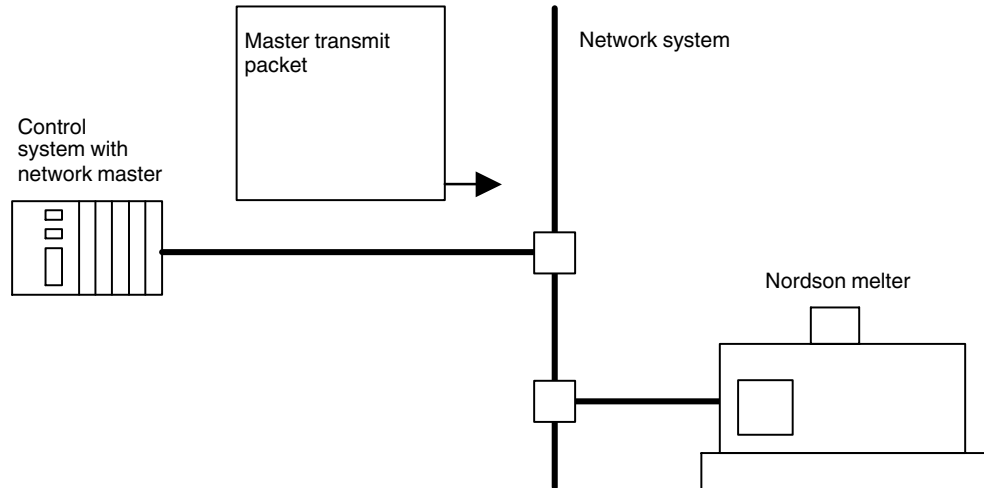 Master transmit
packet
Network system
Control
system with
network master
Nordson melter